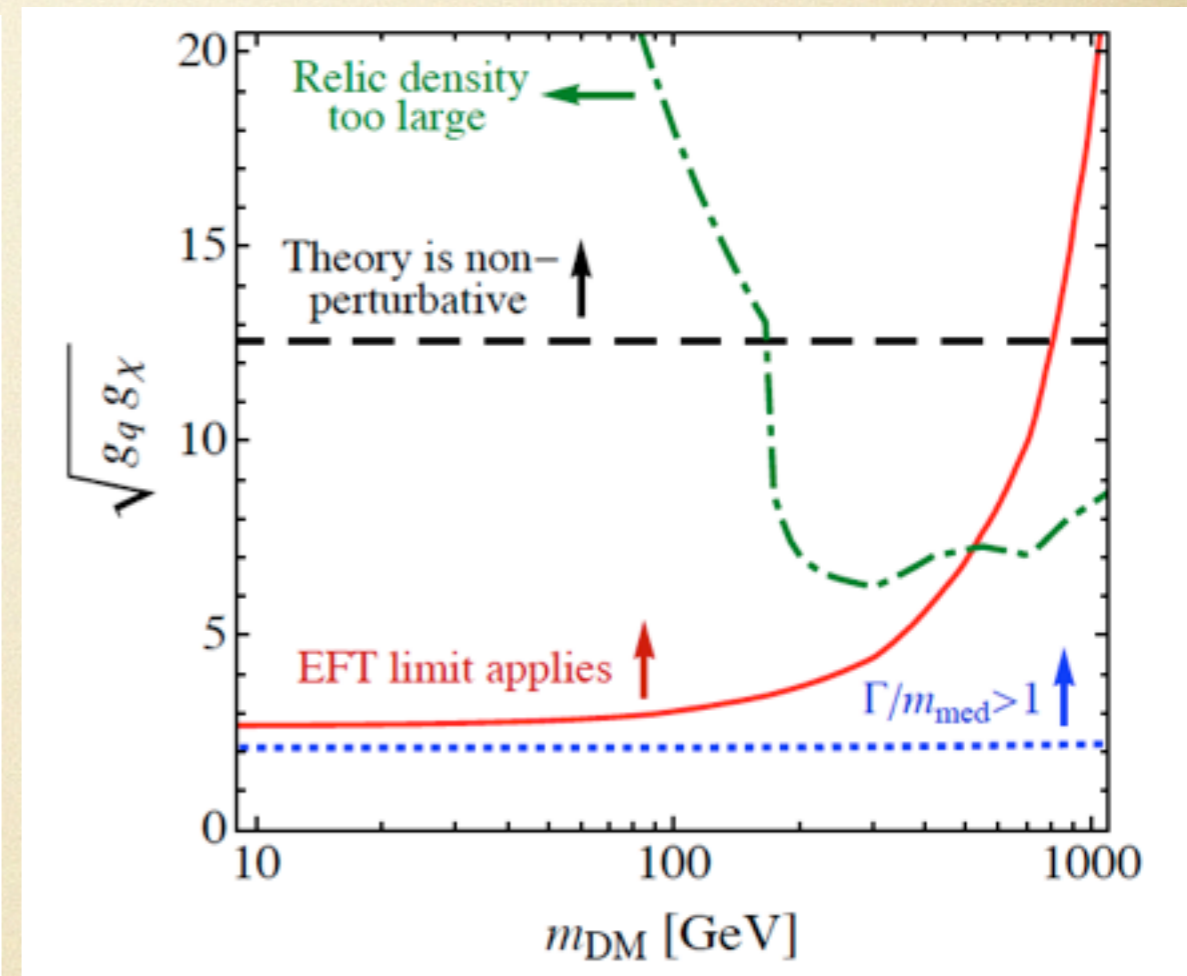 20
Relic density
too large
15
Theory is non-
perturbative
√g_q g_χ
10
5
EFT limit applies
Γ/m_med>1
0
10
100
1000
m_DM [GeV]